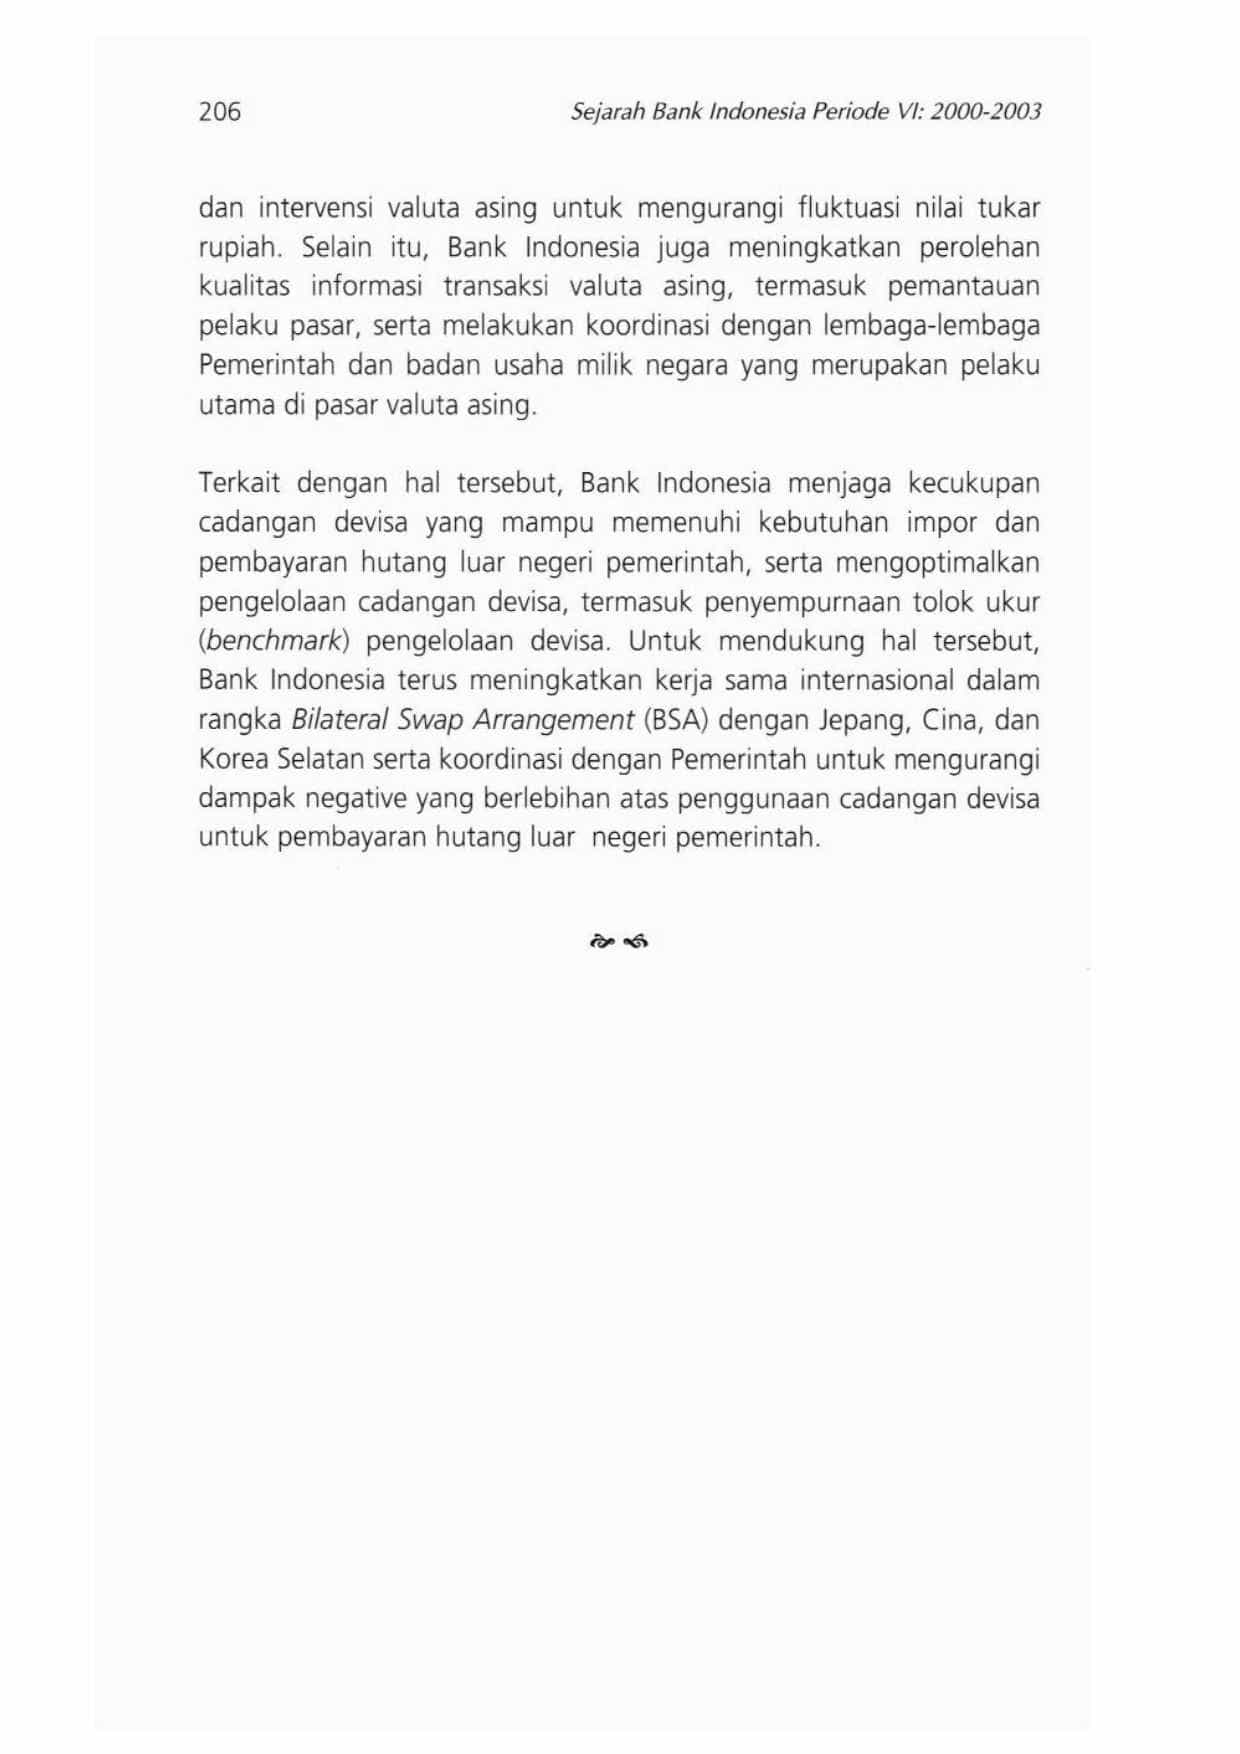 206
Sejarah Bank Indonesia Periode VI: 2000-2003
dan intervensi valuta asing untuk mengurangi fluktuasi nilai tukar
rupiah. Selain itu, Bank Indonesia juga meningkatkan perolehan
kualitas informasi transaksi valuta asing, termasuk pemantauan
pelaku pasar, serta melakukan koordinasi dengan lembaga-lembaga
Pemerintah dan badan usaha milik negara yang merupakan pelaku
utama di pasar valuta asing.
Terkait dengan hal tersebut, Bank Indonesia menjaga kecukupan
cadangan devisa yang mampu memenuhi kebutuhan impor dan
pembayaran hutang luar negeri pemerintah, serta mengoptimalkan
pengelolaan cadangan devisa, termasuk penyempurnaan tolok ukur
(benchmark) pengelolaan devisa. Untuk mendukung hal tersebut,
Bank Indonesia terus meningkatkan kerja sama internasional dalam
rangka Bilateral Swap Arrangement (BSA) dengan Jepang, Cina, dan
Korea Selatan serta koordinasi dengan Pemerintah untuk mengurangi
dampak negative yang berlebihan atas penggunaan cadangan devisa
untuk pembayaran hutang luar negeri pemerintah.